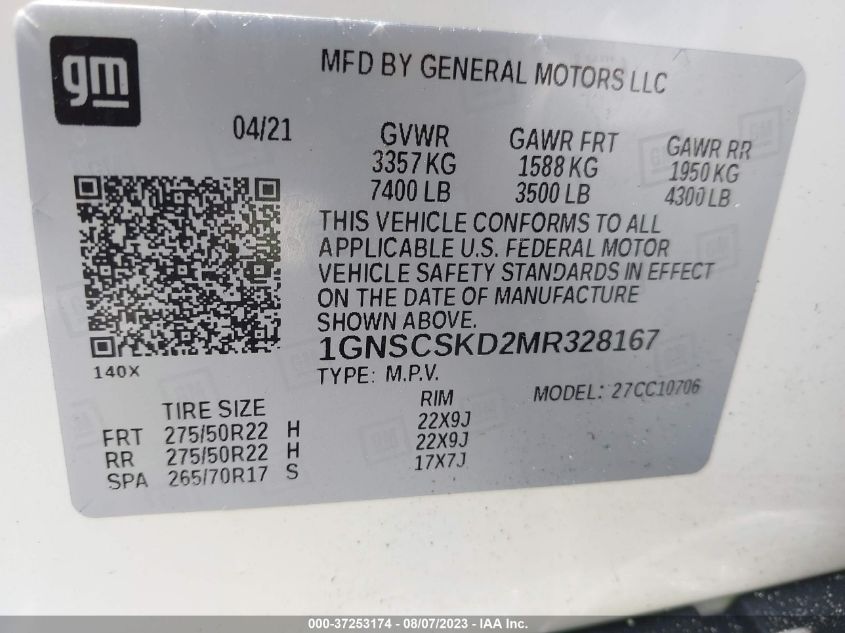 gm
MFD BY GENERAL MOTORS LLC
04/21 GVWR GAWR FRT GAWR RR
3357 KG 1588 KG 1950 KG
7400 LB 3500 LB 4300 LB
THIS VEHICLE CONFORMS TO ALL
APPLICABLE U.S. FEDERAL MOTOR
VEHICLE SAFETY STANDARDS IN EFFECT
ON THE DATE OF MANUFACTURE
SHOWN ABOVE.
1GNSCSKD2MR328167
140X
TYPE: M.P.V.
MODEL: 27CC10706
TIRE SIZE RIM
FRT 275/50R22 H 22X9J
RR 275/50R22 H 22X9J
SPA 265/70R17 S 17X7J
000-37253174 - 08/07/2023 - IAA Inc.